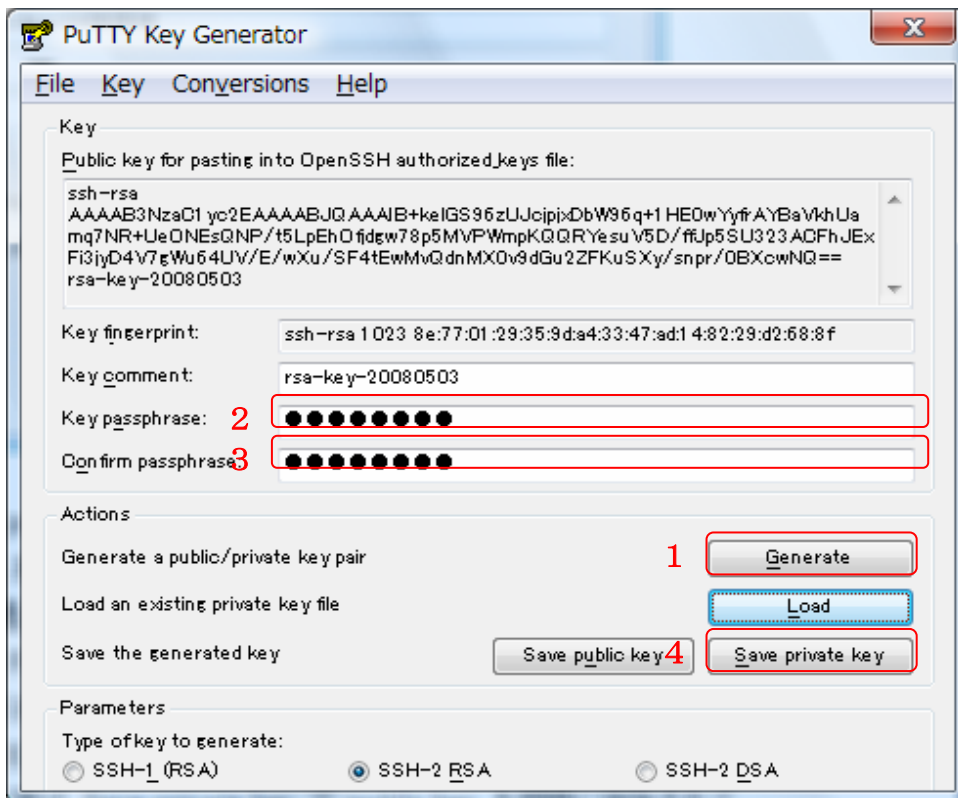 PuTTY Key Generator
File Key Conversions Help
Key
Public key for pasting into OpenSSH authorized_keys file:
ssh-rsa
AAAAB3NzaC1yc2EAAAABJQAAAIB+kelGS96zUJcjpjxDbW96q+1HE0wYyfrAYBaVkhUa
mq7NR+UeONEsQNP/t5LpEhOfjdgw78p5MVPWmpKQQRYesuV5D/ffUp5SU323ACFhJEx
Fi3jyD4V7gWu64UV/E/wXu/SF4tEwMvQdnMX0v9dGu2ZFKuSXy/snpr/0BXcwNQ==
rsa-key-20080503
Key fingerprint: ssh-rsa 1023 8e:77:01:29:35:9d:a4:33:47:ad:14:82:29:d2:68:8f
Key comment: rsa-key-20080503
Key passphrase: 2 ●●●●●●●●
Confirm passphrase: 3 ●●●●●●●●
Actions
Generate a public/private key pair 1 Generate
Load an existing private key file Load
Save the generated key Save public key 4 Save private key
Parameters
Type of key to generate:
SSH-1 (RSA) SSH-2 RSA SSH-2 DSA